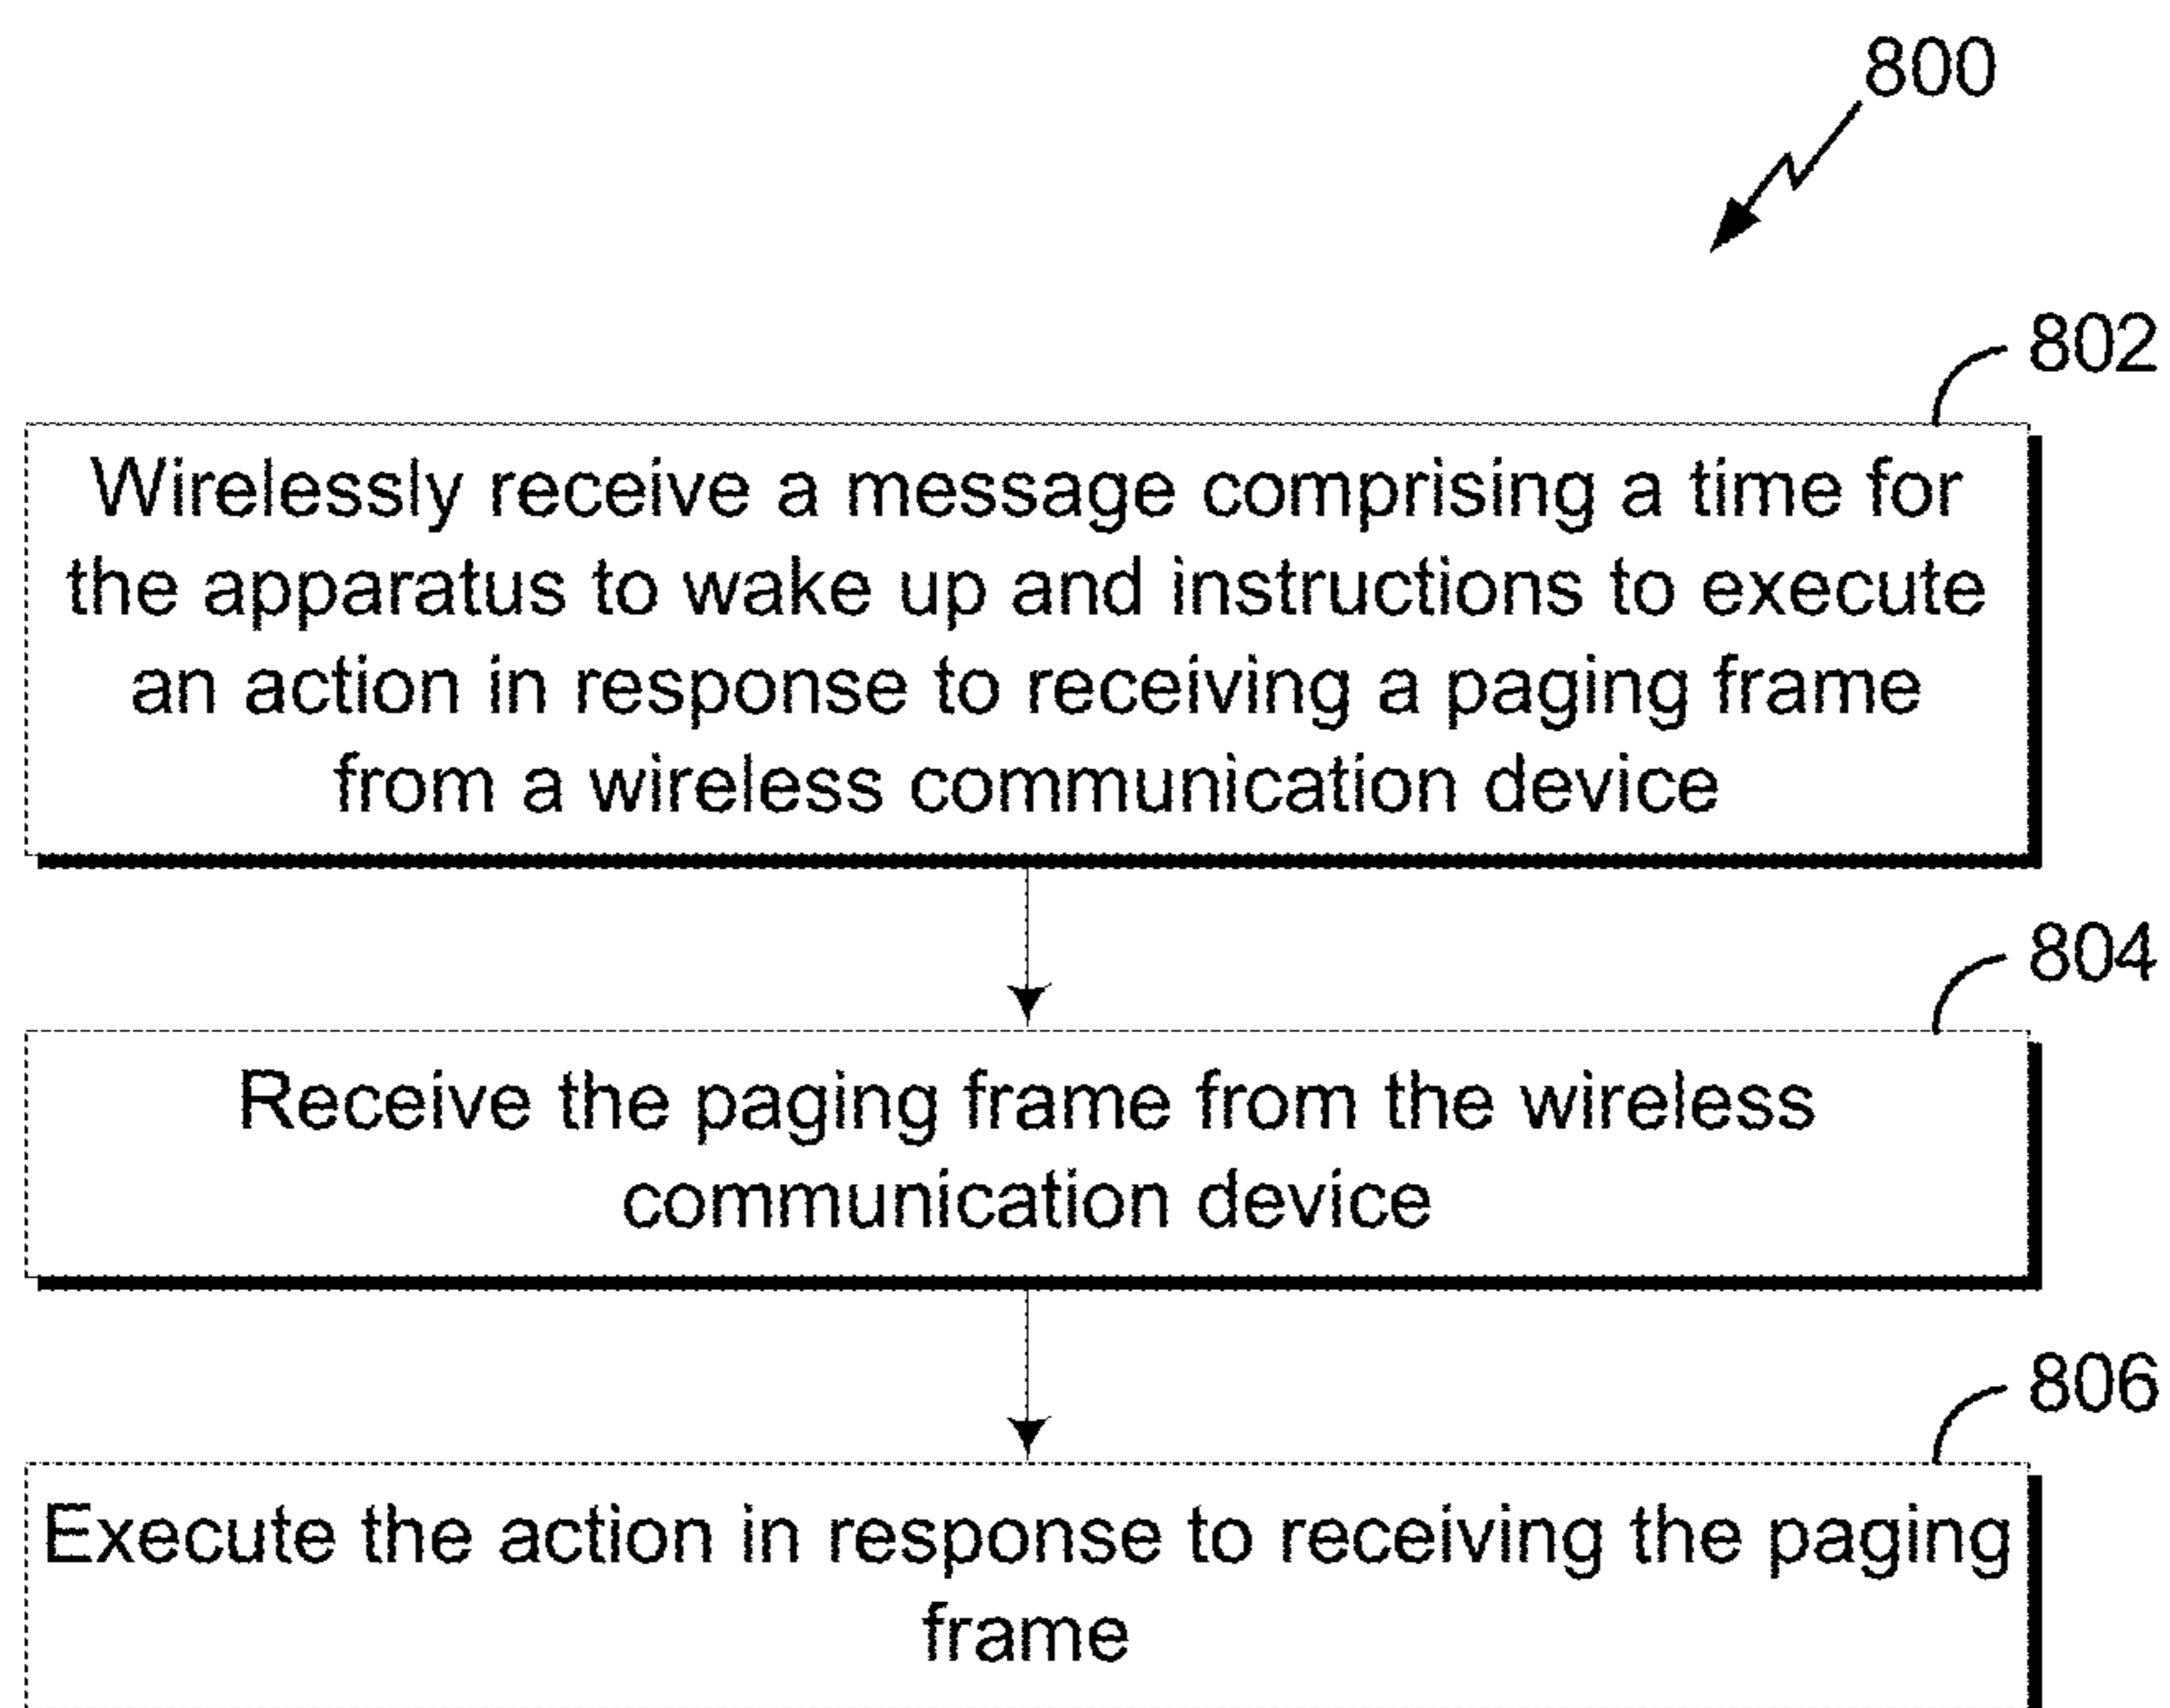 800
802
Wirelessly receive a message comprising a time for
the apparatus to wake up and instructions to execute
an action in response to receiving a paging frame
from a wireless communication device
804
Receive the paging frame from the wireless
communication device
806
Execute the action in response to receiving the paging
frame